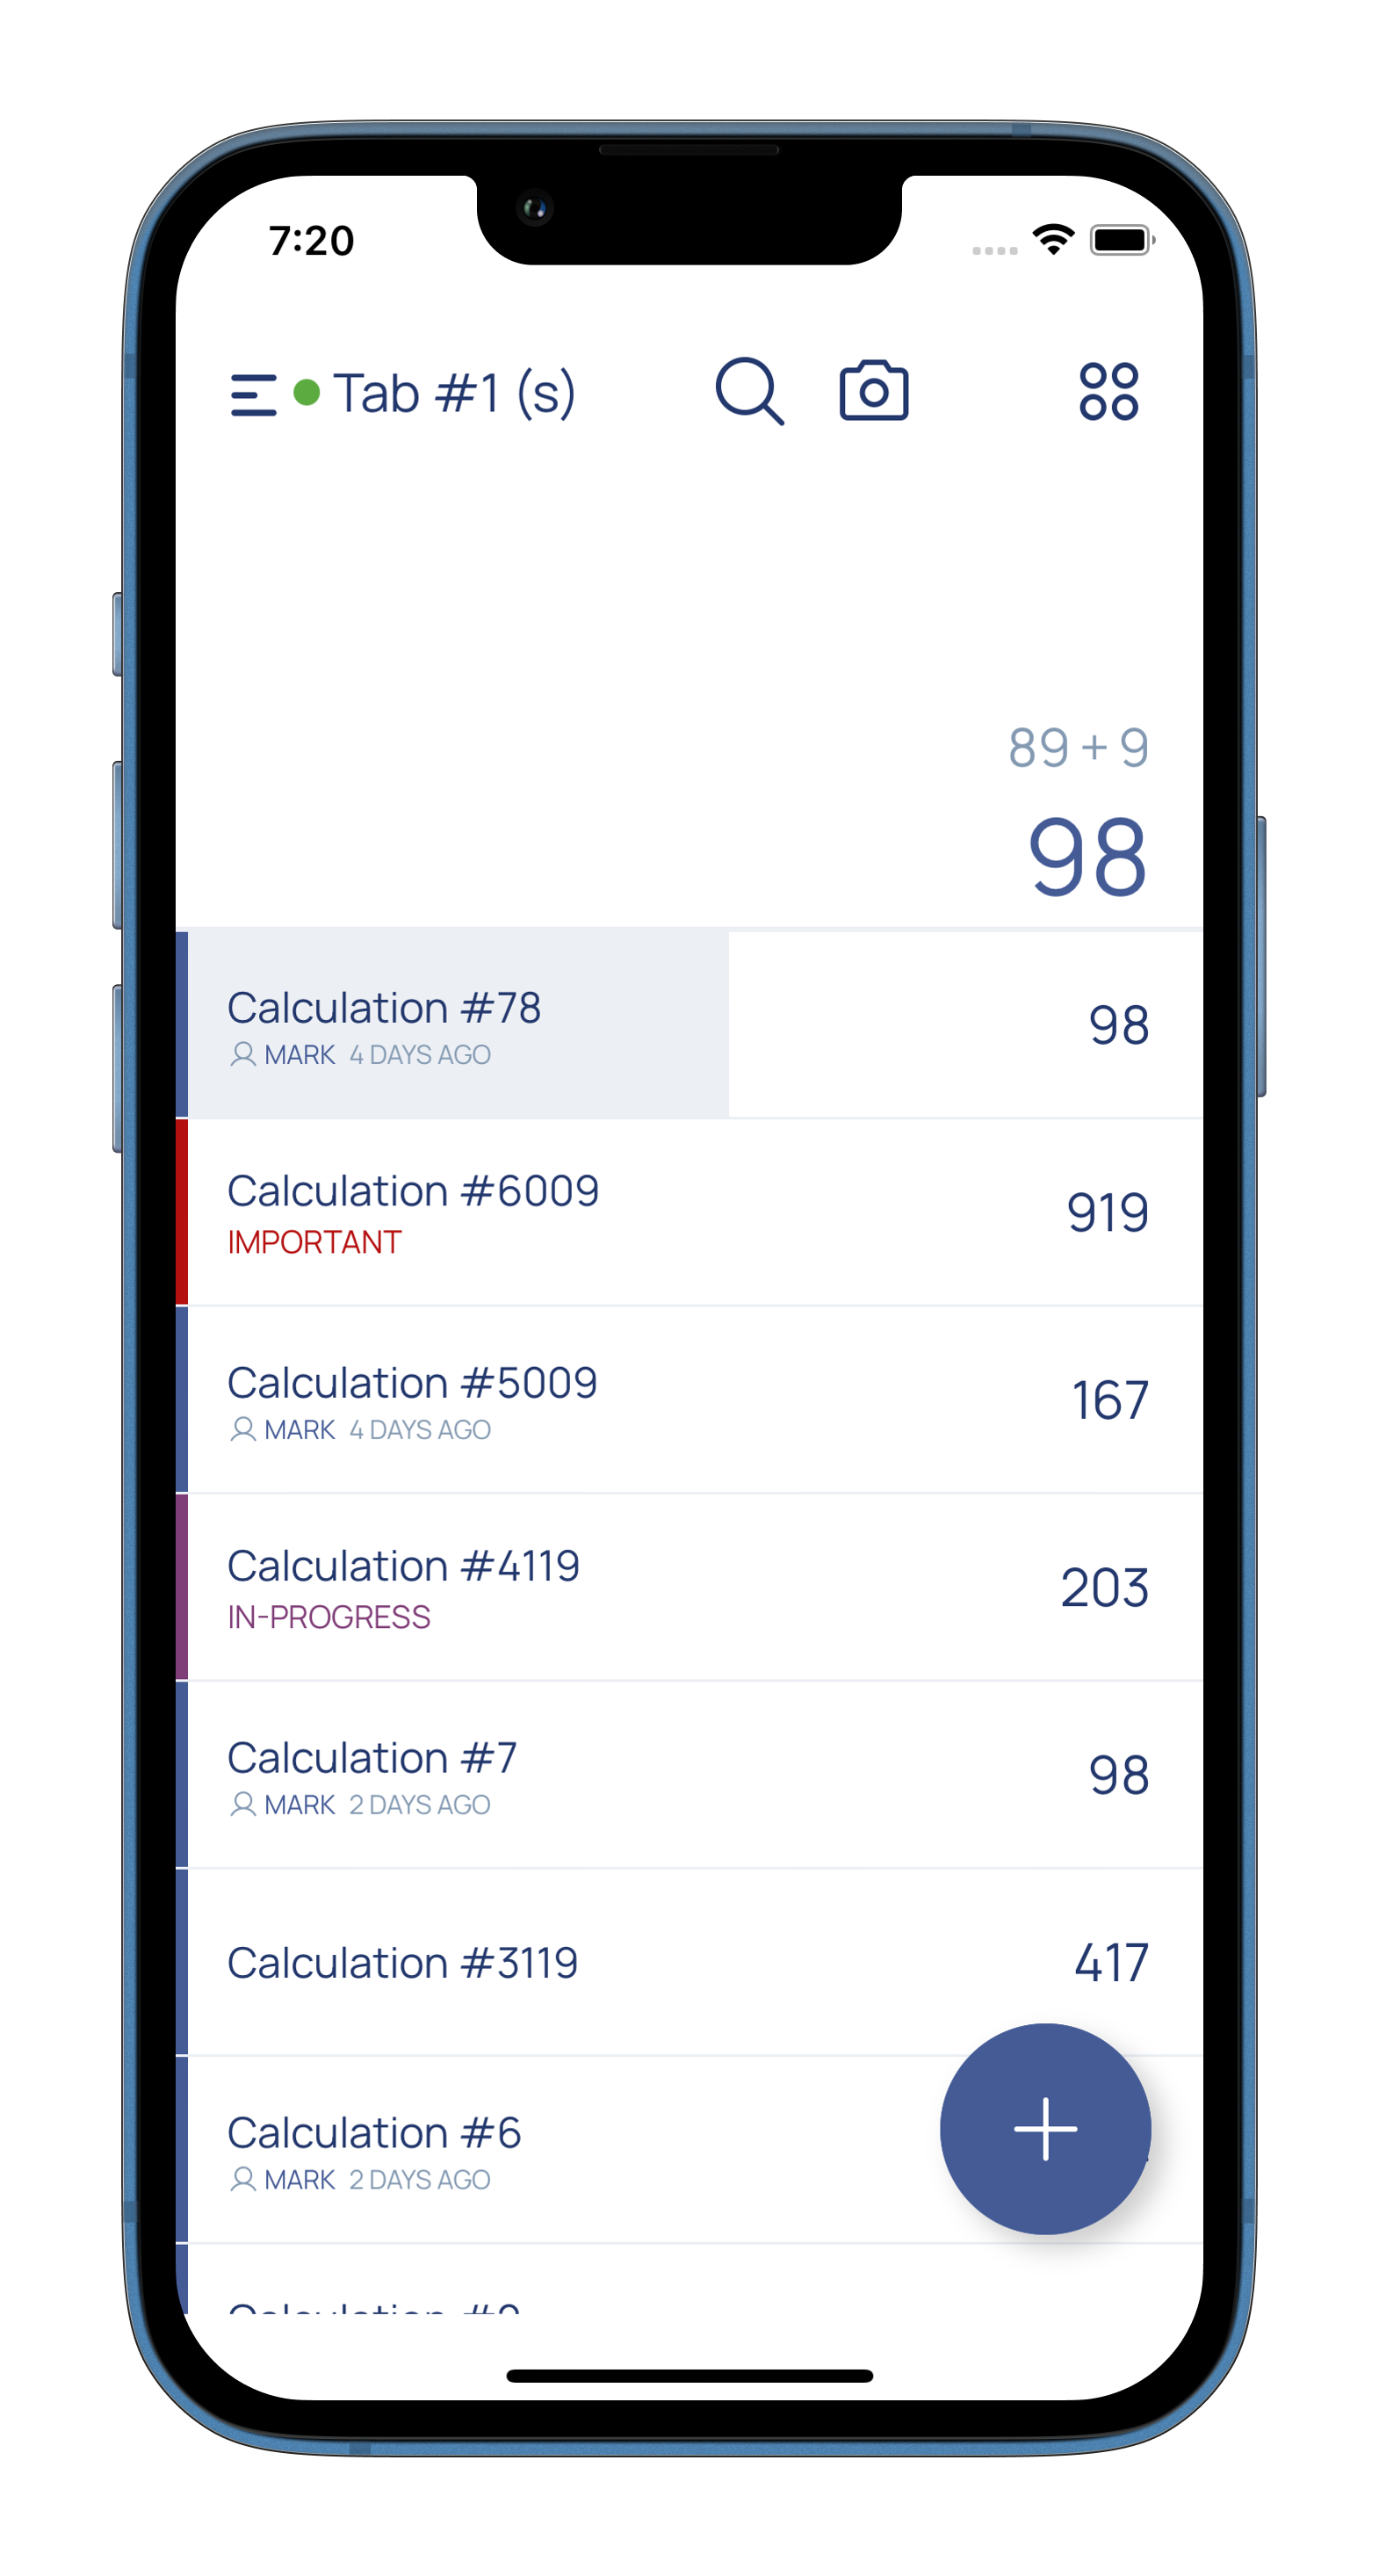 7:20
Tab #1 (s)
89 + 9
98
Calculation #78
98
MARK 4 DAYS AGO
Calculation #6009
919
IMPORTANT
Calculation #5009
167
MARK 4 DAYS AGO
Calculation #4119
203
IN-PROGRESS
Calculation #7
98
MARK 2 DAYS AGO
Calculation #3119
417
Calculation #6
MARK 2 DAYS AGO
Calculation